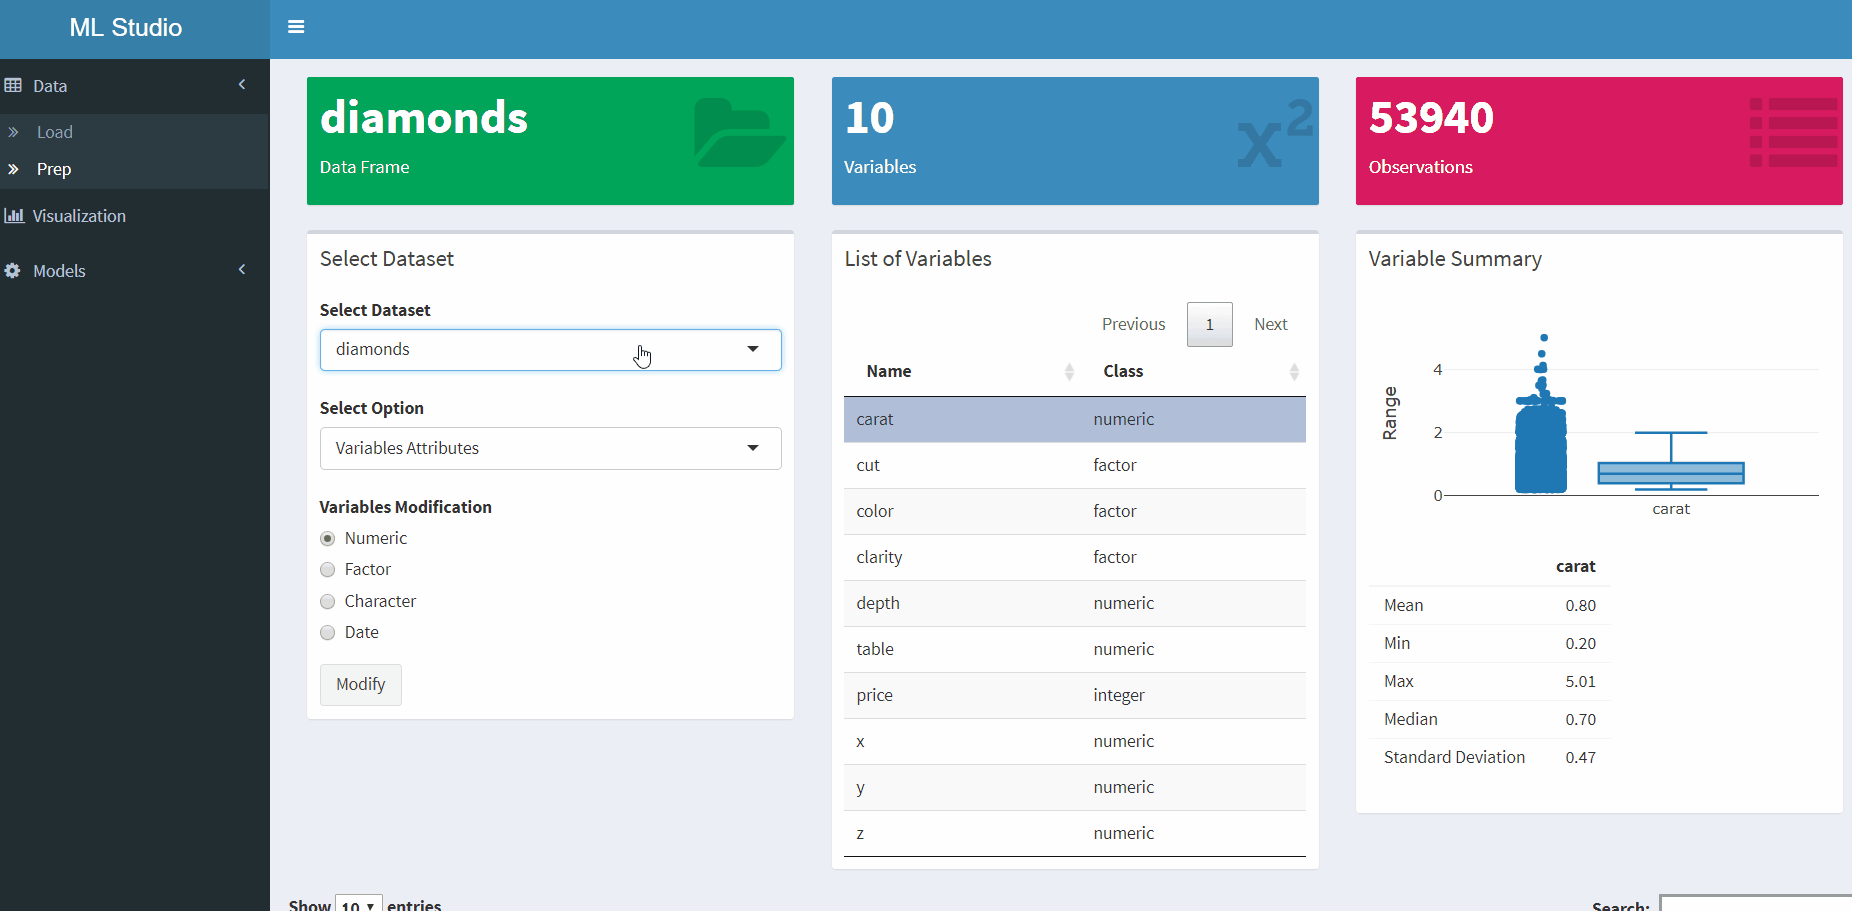 ML Studio
Data
Load
Prep
Visualization
Models
diamonds
Data Frame
10
Variables
x2
53940
Observations
Select Dataset
Select Dataset
diamonds
Select Option
Variables Attributes
Variables Modification
Numeric
Factor
Character
Date
Modify
List of Variables
Previous 1 Next
Name Class
carat numeric
cut factor
color factor
clarity factor
depth numeric
table numeric
price integer
x numeric
y numeric
z numeric
Variable Summary
Range
4
2
0
carat
carat
Mean 0.80
Min 0.20
Max 5.01
Median 0.70
Standard Deviation 0.47
Show 10 entries
Search: